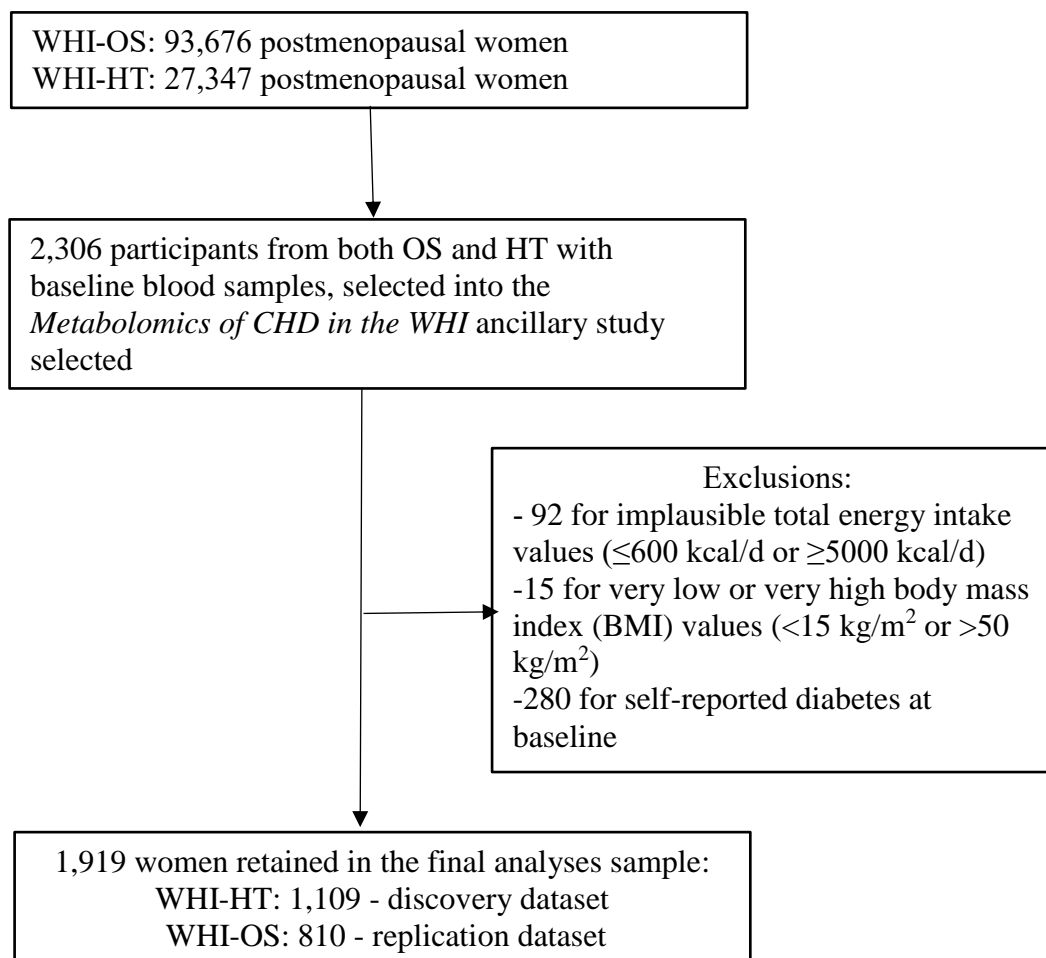 WHI-OS: 93,676 postmenopausal women
WHI-HT: 27,347 postmenopausal women
2,306 participants from both OS and HT with
baseline blood samples, selected into the
Metabolomics of CHD in the WHI ancillary study
selected
Exclusions:
- 92 for implausible total energy intake
values (≤600 kcal/d or ≥5000 kcal/d)
-15 for very low or very high body mass
index (BMI) values (<15 kg/m² or >50
kg/m²)
-280 for self-reported diabetes at
baseline
1,919 women retained in the final analyses sample:
WHI-HT: 1,109 - discovery dataset
WHI-OS: 810 - replication dataset